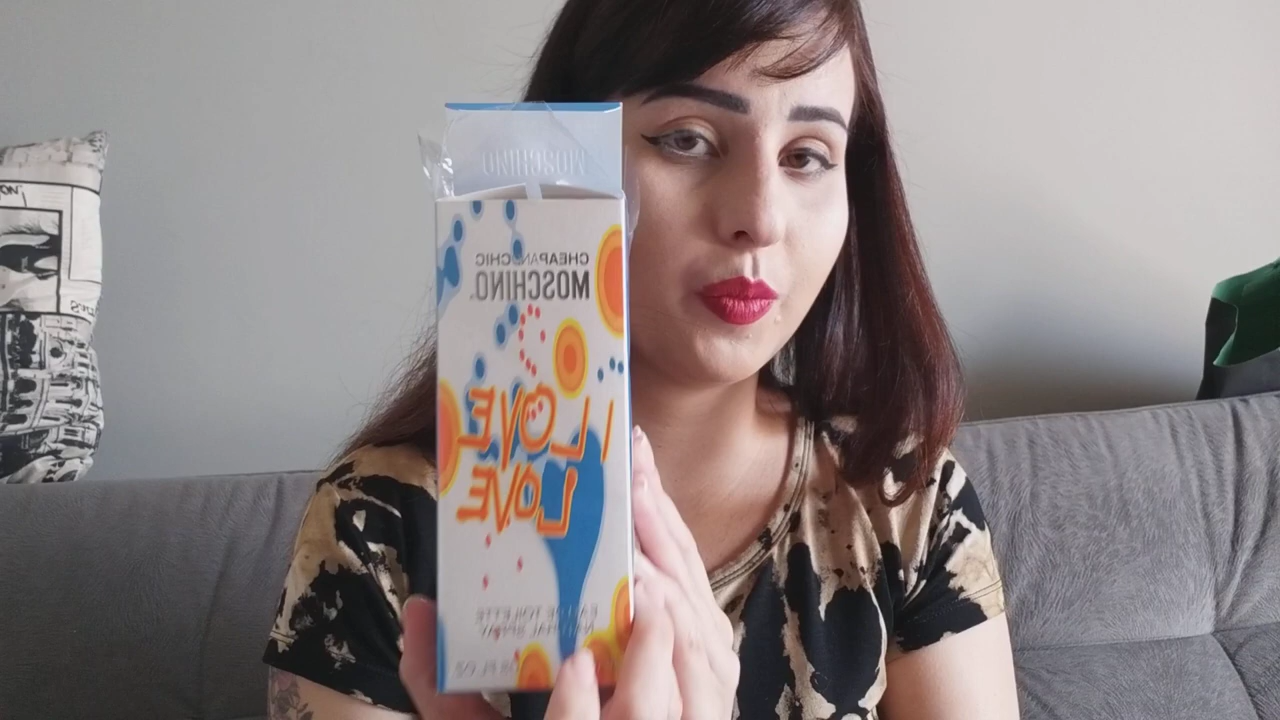 MOSCHINO
CHEAPANDCHIC
MOSCHINO
I LOVE
LOVE
EAU DE TOILETTE
NATURAL SPRAY